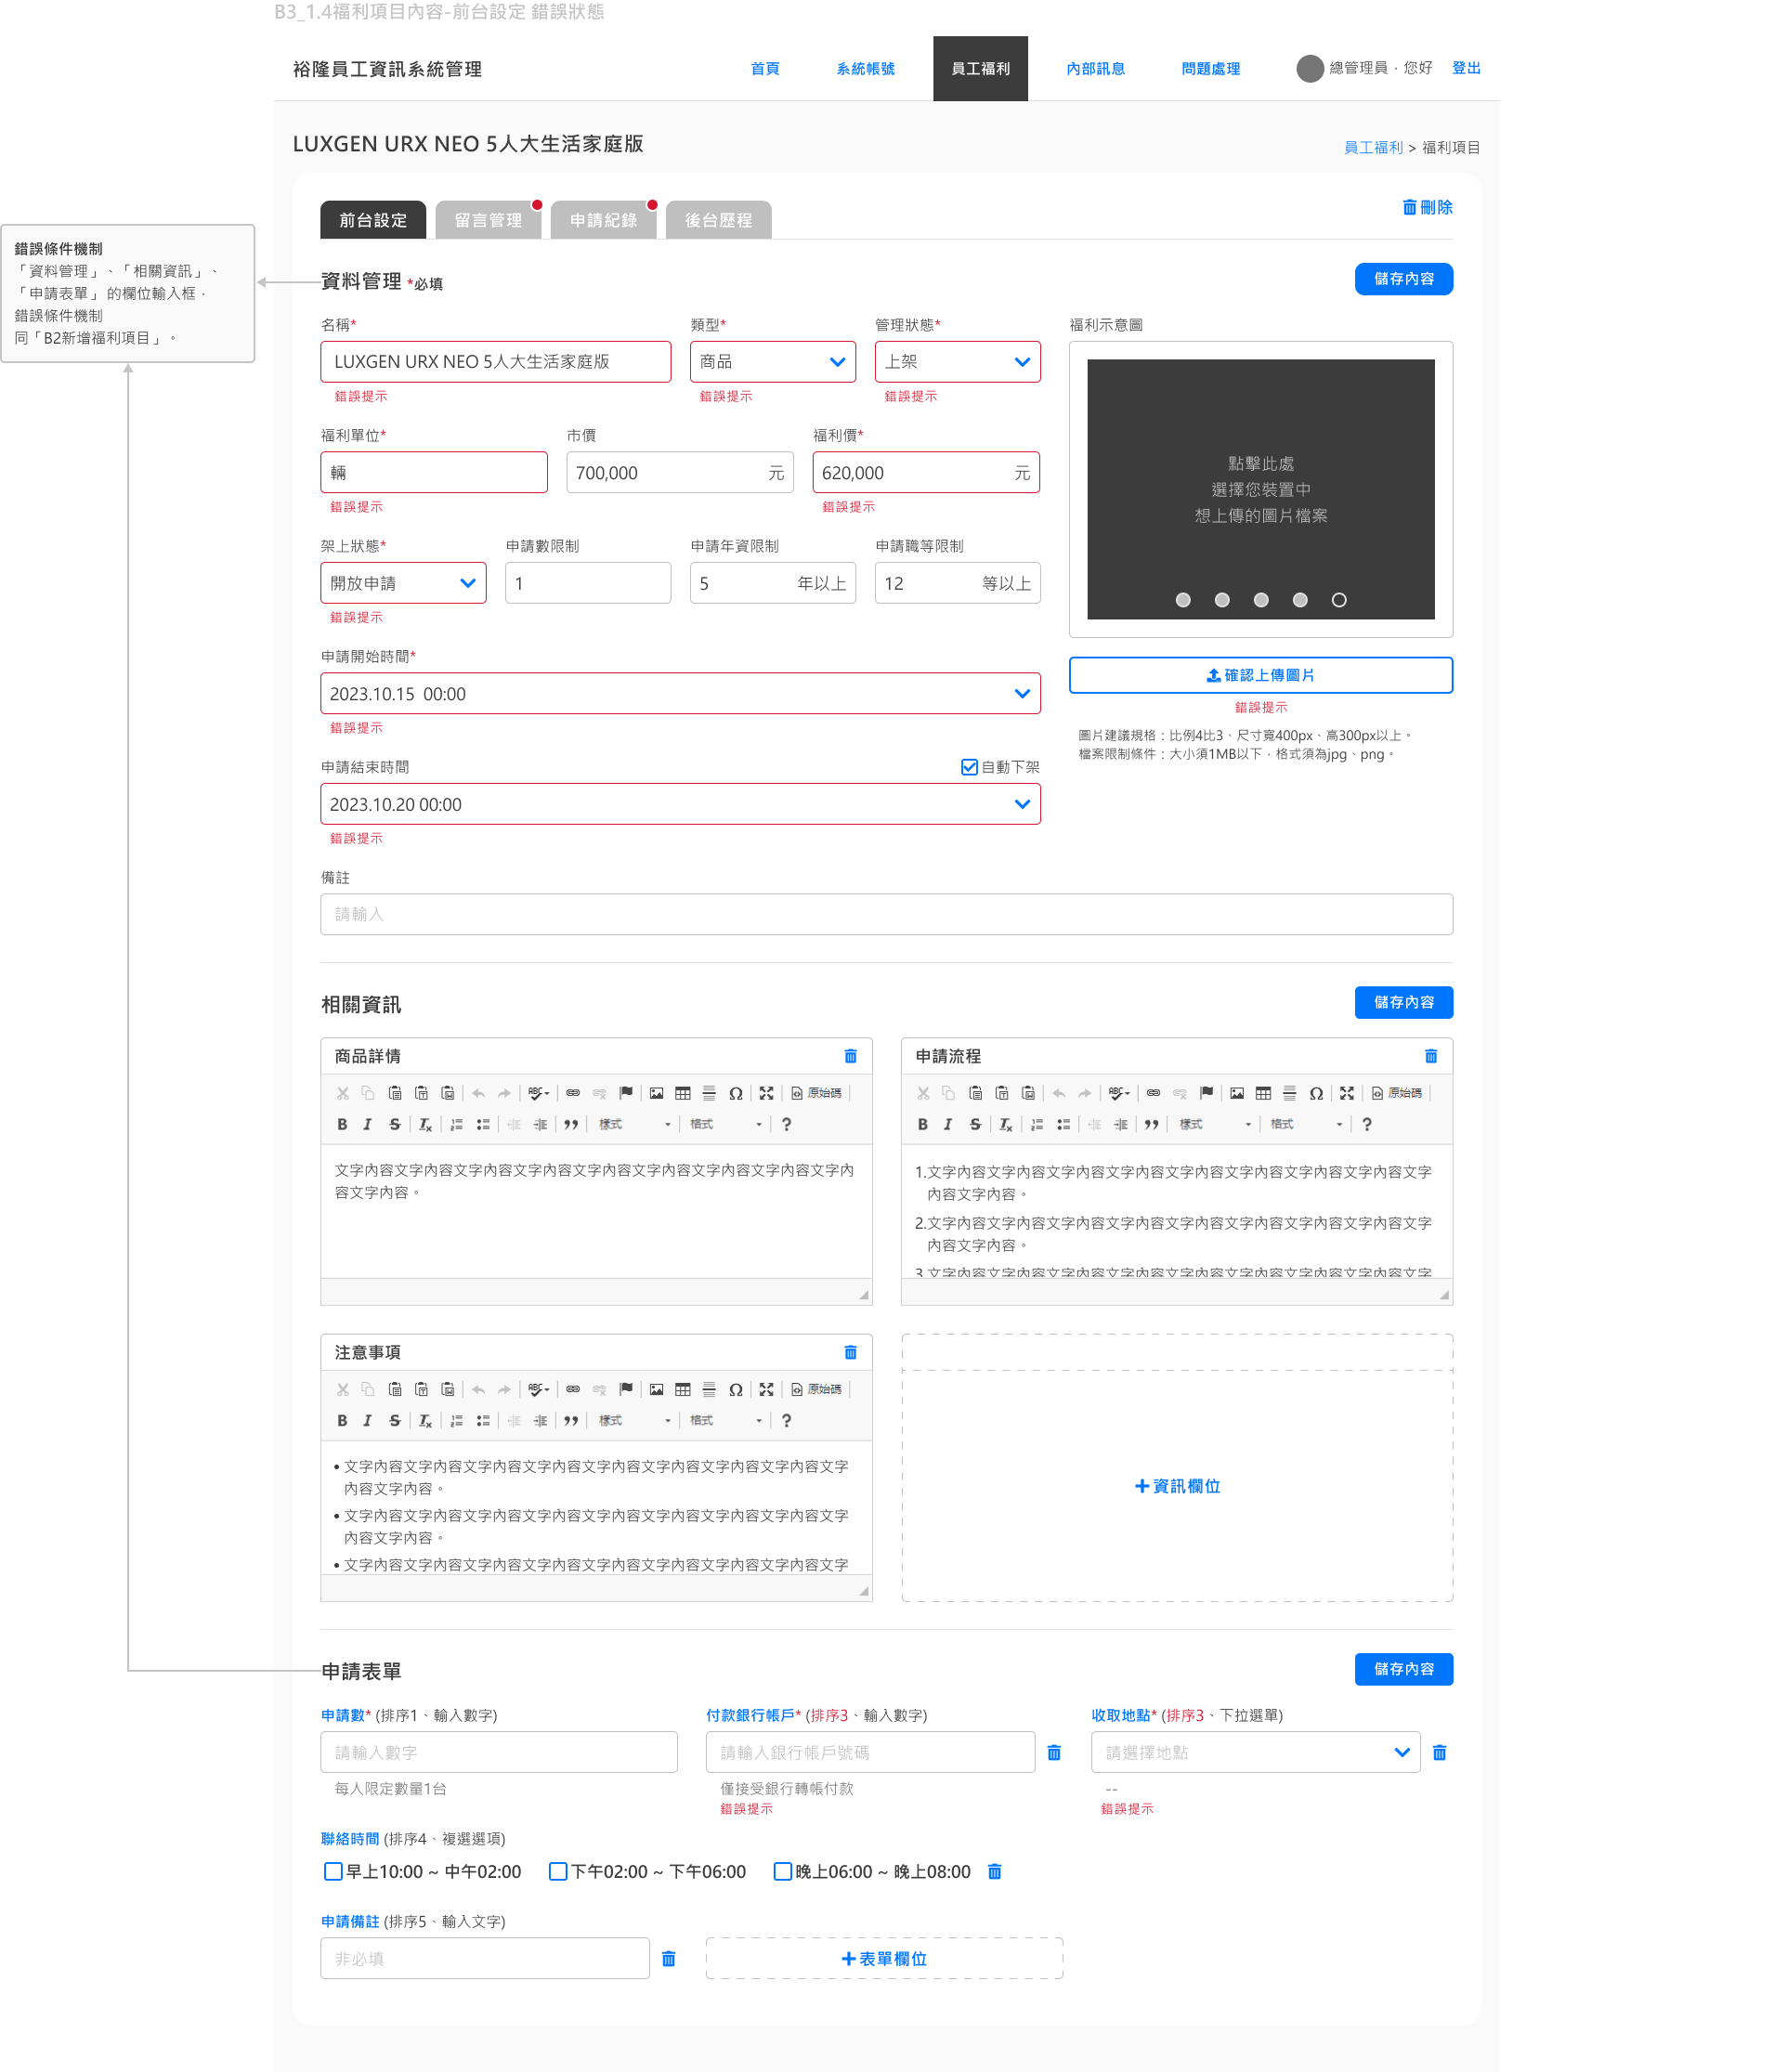 B3_1.4福利項目內容-前台設定 錯誤狀態
裕隆員工資訊系統管理
首頁
系統帳號
員工福利
內部訊息
問題處理
總管理員，您好
登出
LUXGEN URX NEO 5人大生活家庭版
員工福利 > 福利項目
前台設定
留言管理
申請紀錄
後台歷程
刪除
錯誤條件機制
「資料管理」、「相關資訊」、
「申請表單」 的欄位輸入框，
錯誤條件機制
同「B2新增福利項目」。
資料管理 *必填
儲存內容
名稱*
類型*
管理狀態*
福利示意圖
LUXGEN URX NEO 5人大生活家庭版
商品
上架
錯誤提示
錯誤提示
錯誤提示
福利單位*
市價
福利價*
輛
700,000
元
620,000
元
錯誤提示
錯誤提示
點擊此處
選擇您裝置中
想上傳的圖片檔案
架上狀態*
申請數限制
申請年資限制
申請職等限制
開放申請
1
5
年以上
12
等以上
錯誤提示
申請開始時間*
2023.10.15  00:00
錯誤提示
確認上傳圖片
錯誤提示
圖片建議規格：比例4比3、尺寸寬400px、高300px以上。
檔案限制條件：大小須1MB以下，格式須為jpg、png。
申請結束時間
自動下架
2023.10.20 00:00
錯誤提示
備註
請輸入
相關資訊
儲存內容
商品詳情
ABC
原始碼
B I S Tx
樣式
格式
?
文字內容文字內容文字內容文字內容文字內容文字內容文字內容文字內容文字內
容文字內容。
申請流程
ABC
原始碼
B I S Tx
樣式
格式
?
1.文字內容文字內容文字內容文字內容文字內容文字內容文字內容文字內容文字
內容文字內容。
2.文字內容文字內容文字內容文字內容文字內容文字內容文字內容文字內容文字
內容文字內容。
3.文字內容文字內容文字內容文字內容文字內容文字內容文字內容文字內容文字
注意事項
ABC
原始碼
B I S Tx
樣式
格式
?
• 文字內容文字內容文字內容文字內容文字內容文字內容文字內容文字內容文字
內容文字內容。
• 文字內容文字內容文字內容文字內容文字內容文字內容文字內容文字內容文字
內容文字內容。
• 文字內容文字內容文字內容文字內容文字內容文字內容文字內容文字內容文字
資訊欄位
申請表單
儲存內容
申請數* (排序1、輸入數字)
付款銀行帳戶* (排序3、輸入數字)
收取地點* (排序3、下拉選單)
請輸入數字
請輸入銀行帳戶號碼
請選擇地點
每人限定數量1台
僅接受銀行轉帳付款
--
錯誤提示
錯誤提示
聯絡時間 (排序4、複選選項)
早上10:00 ~ 中午02:00
下午02:00 ~ 下午06:00
晚上06:00 ~ 晚上08:00
申請備註 (排序5、輸入文字)
非必填
表單欄位